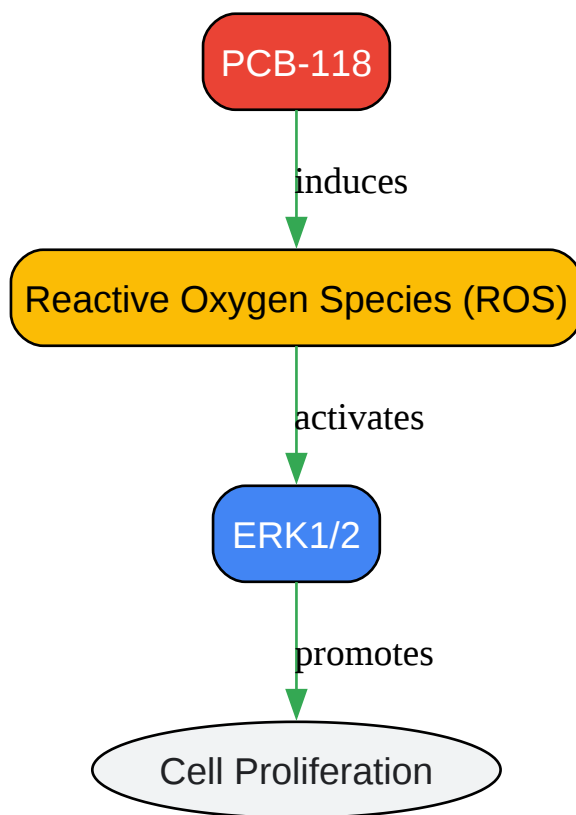 PCB-118
induces
Reactive Oxygen Species (ROS)
activates
ERK1/2
promotes
Cell Proliferation